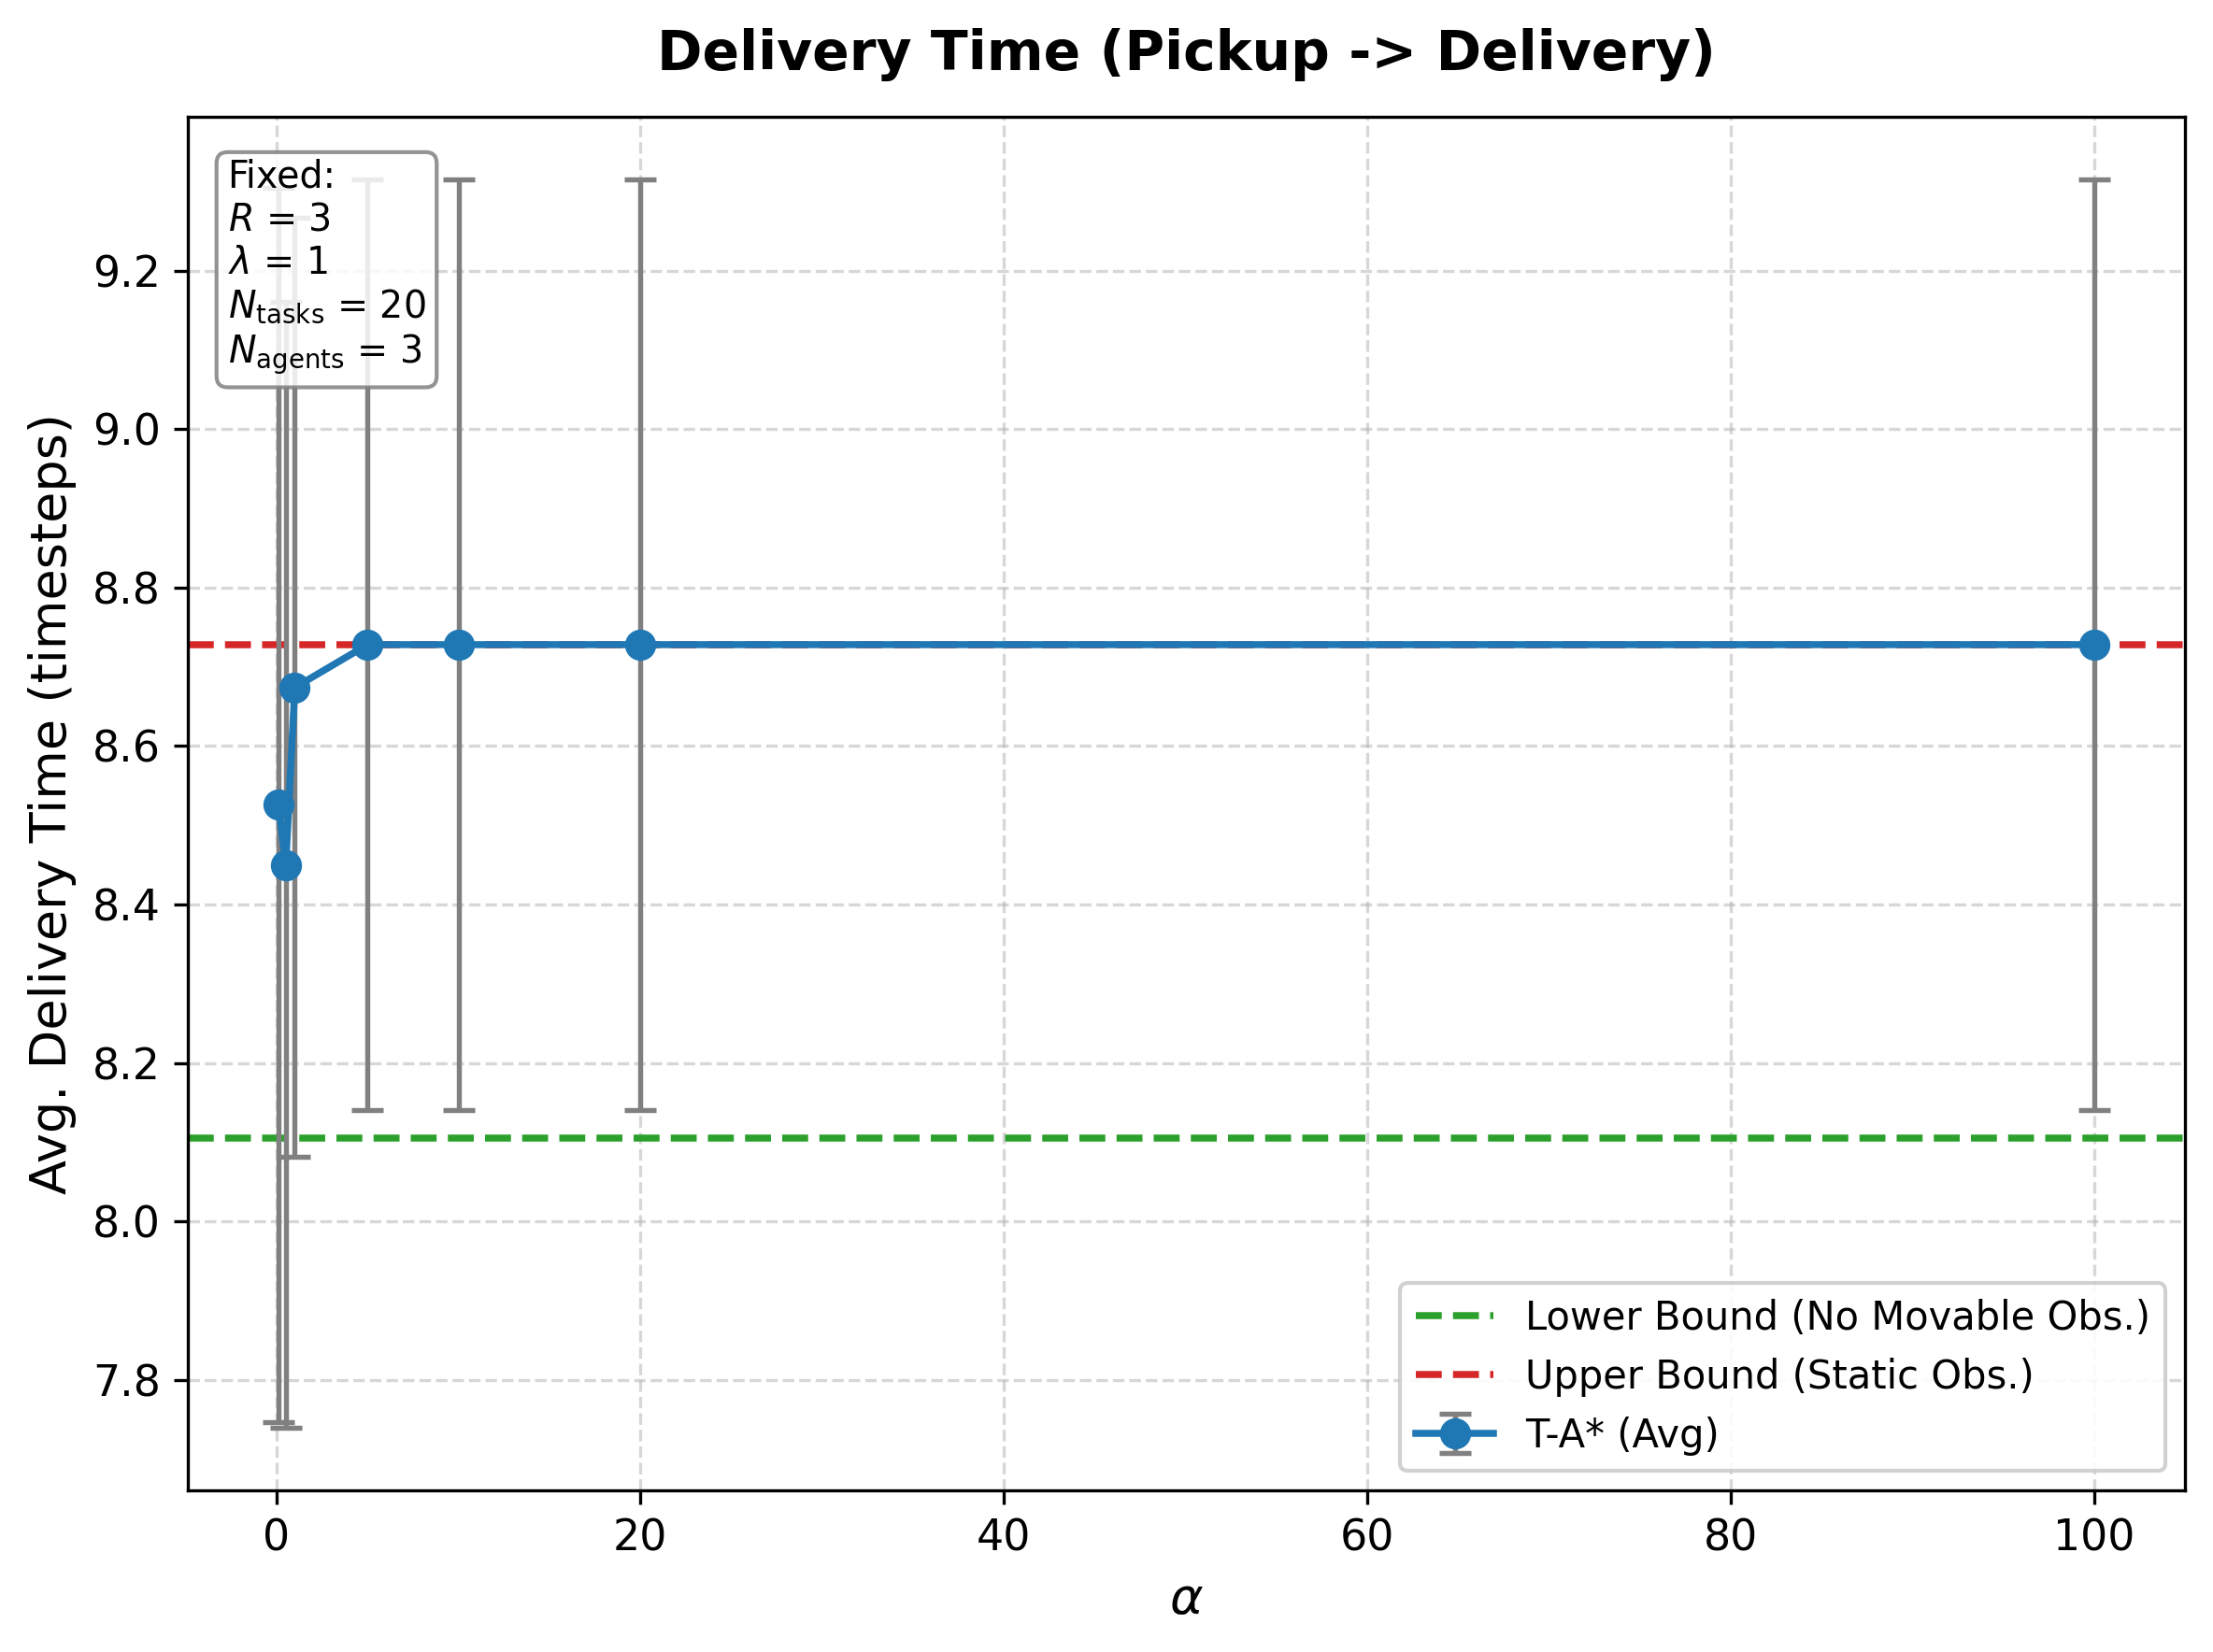 Delivery Time (Pickup -> Delivery)
Fixed:
R = 3
λ = 1
N_tasks = 20
N_agents = 3
Avg. Delivery Time (timesteps)
9.2
9.0
8.8
8.6
8.4
8.2
8.0
7.8
Lower Bound (No Movable Obs.)
Upper Bound (Static Obs.)
T-A* (Avg)
0 20 40 60 80 100
α